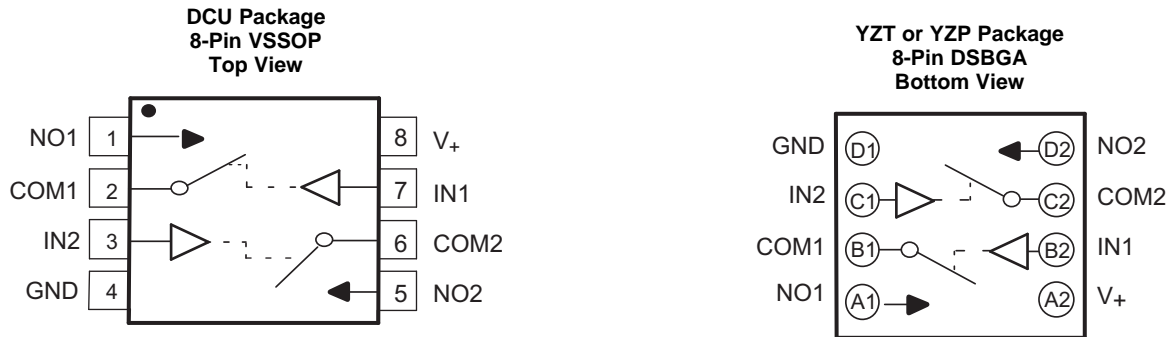 DCU Package
8-Pin VSSOP
Top View
NO1 1
8 V+
COM1 2
7 IN1
IN2 3
6 COM2
GND 4
5 NO2
YZT or YZP Package
8-Pin DSBGA
Bottom View
GND D1
D2 NO2
IN2 C1
C2 COM2
COM1 B1
B2 IN1
NO1 A1
A2 V+